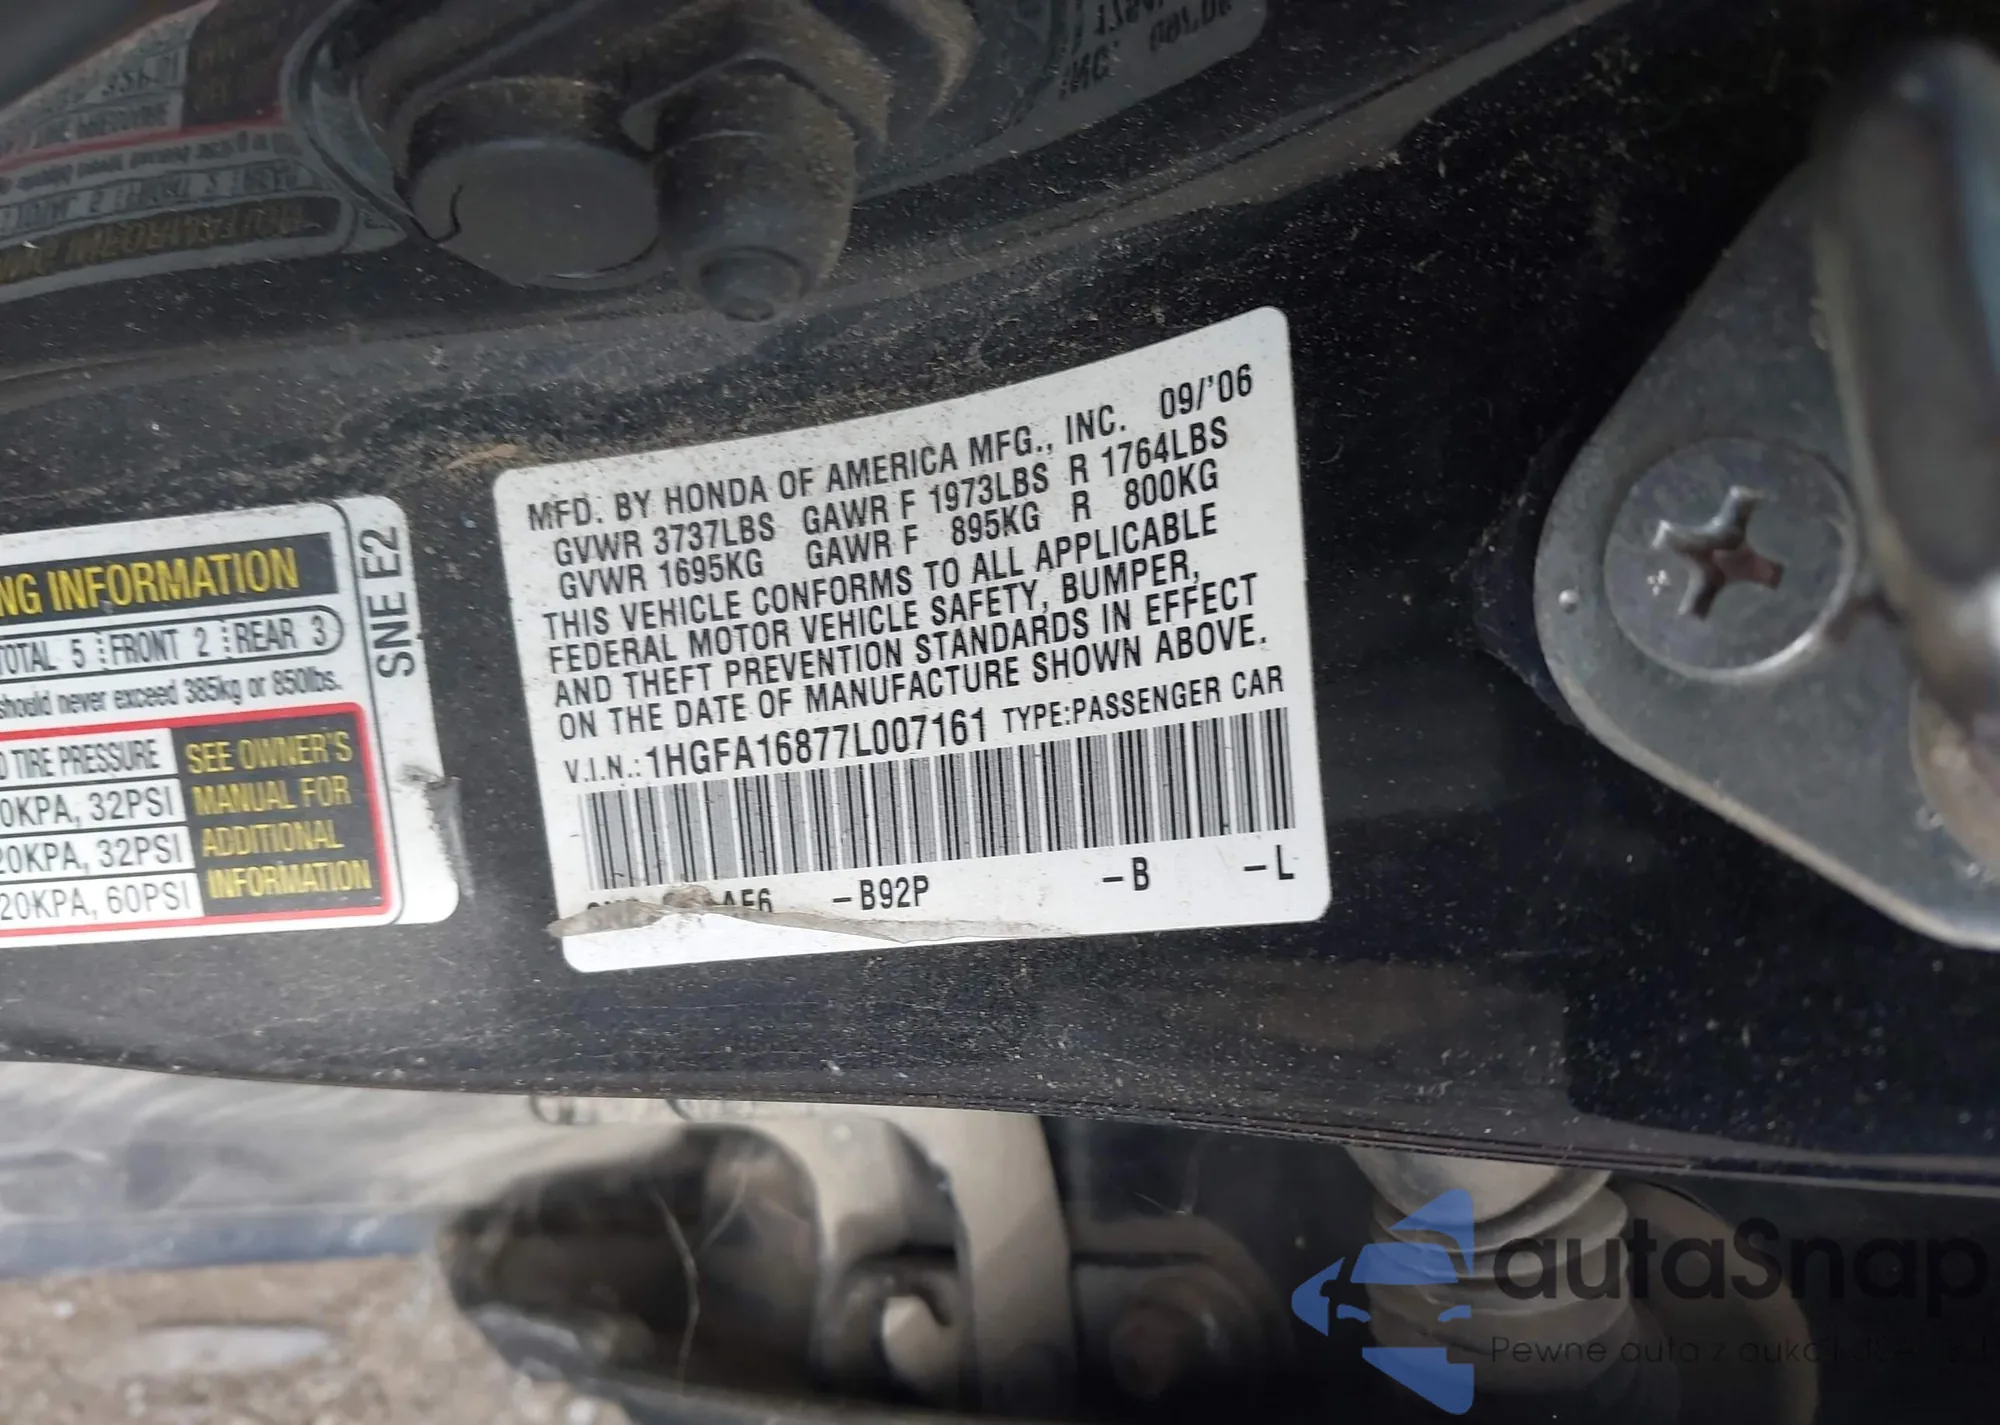 MFD. BY HONDA OF AMERICA MFG., INC. 09/'06
GVWR 3737LBS GAWR F 1973LBS R 1764LBS
GVWR 1695KG GAWR F 895KG R 800KG
THIS VEHICLE CONFORMS TO ALL APPLICABLE
FEDERAL MOTOR VEHICLE SAFETY, BUMPER,
AND THEFT PREVENTION STANDARDS IN EFFECT
ON THE DATE OF MANUFACTURE SHOWN ABOVE.
V.I.N.: 1HGFA16877L007161 TYPE:PASSENGER CAR
AE6 -B92P -B -L
SNE E2
NG INFORMATION
TOTAL 5 FRONT 2 REAR 3
should never exceed 385kg or 850lbs.
TIRE PRESSURE
0KPA, 32PSI
20KPA, 32PSI
20KPA, 60PSI
SEE OWNER'S
MANUAL FOR
ADDITIONAL
INFORMATION
autaSnap
Pewne auta z